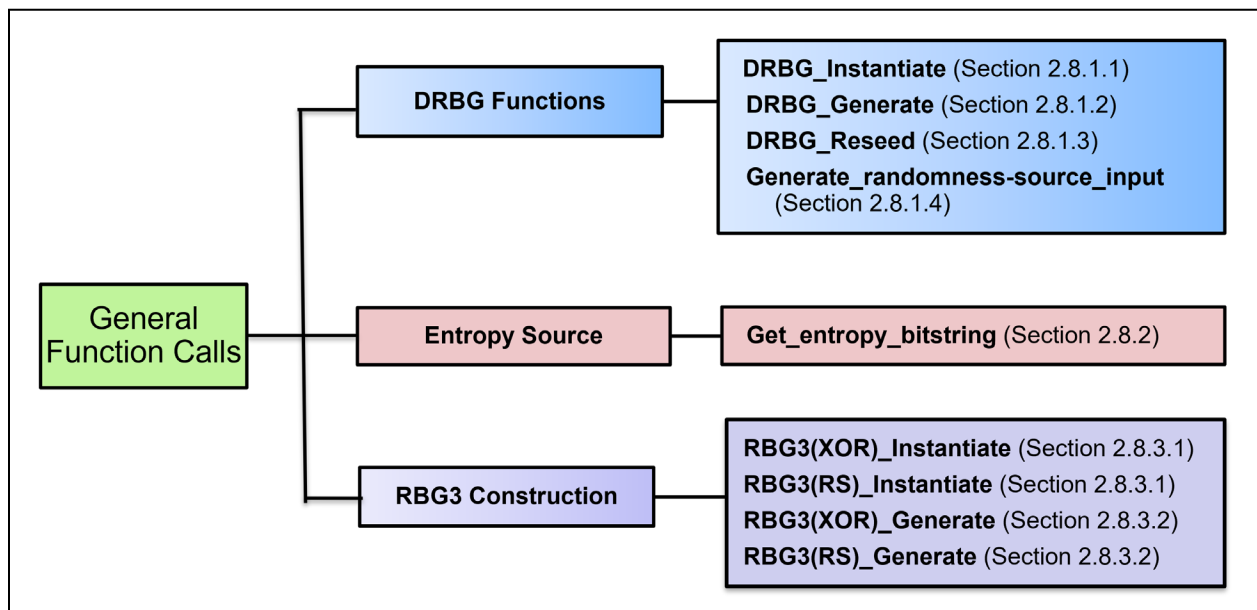 General
Function Calls
DRBG Functions
DRBG_Instantiate (Section 2.8.1.1)
DRBG_Generate (Section 2.8.1.2)
DRBG_Reseed (Section 2.8.1.3)
Generate_randomness-source_input
(Section 2.8.1.4)
Entropy Source
Get_entropy_bitstring (Section 2.8.2)
RBG3 Construction
RBG3(XOR)_Instantiate (Section 2.8.3.1)
RBG3(RS)_Instantiate (Section 2.8.3.1)
RBG3(XOR)_Generate (Section 2.8.3.2)
RBG3(RS)_Generate (Section 2.8.3.2)